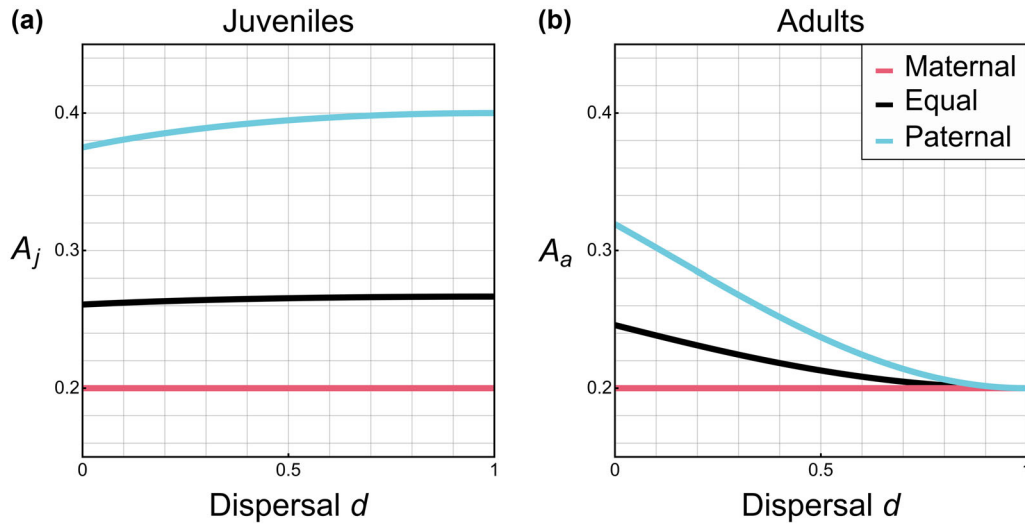 (a) Juveniles
0.4
0.3
A_j
0.2
0 0.5 1
Dispersal d
(b) Adults
Maternal
Equal
Paternal
0.4
0.3
A_a
0.2
0 0.5 1
Dispersal d